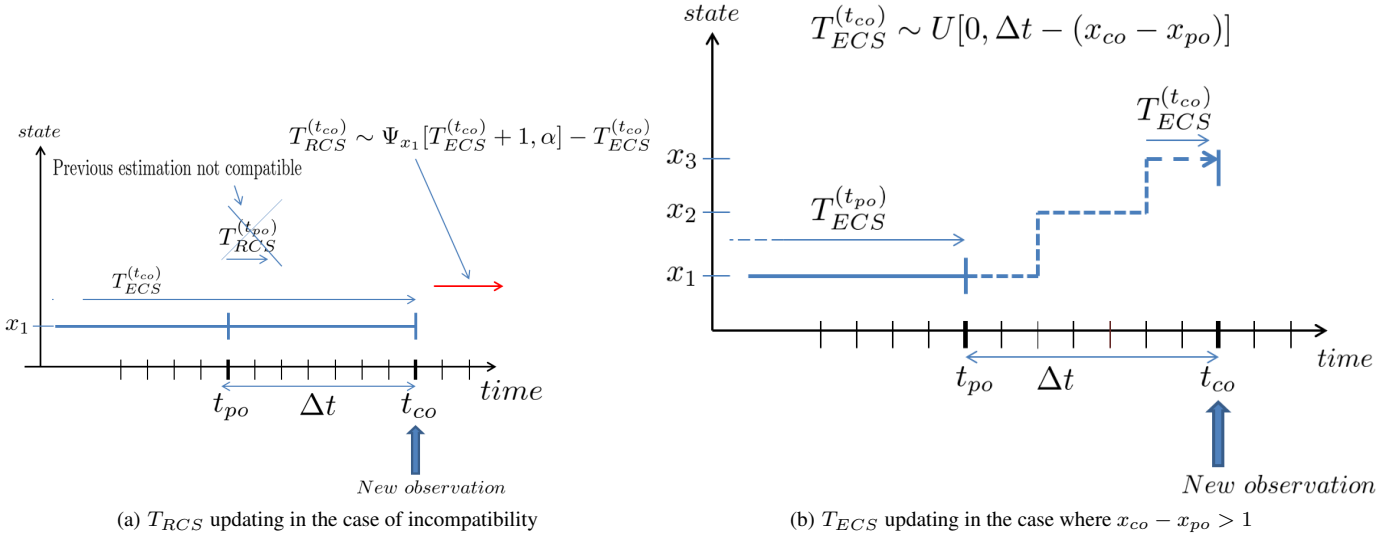 state
$T_{RCS}^{(t_{co})} \sim \Psi_{x_1}[T_{ECS}^{(t_{co})} + 1, \alpha] - T_{ECS}^{(t_{co})}$
Previous estimation not compatible
$T_{RCS}^{(t_{po})}$
$T_{ECS}^{(t_{co})}$
$x_1$
$t_{po}$ $\Delta t$ $t_{co}$ time
New observation
(a) $T_{RCS}$ updating in the case of incompatibility
state
$T_{ECS}^{(t_{co})} \sim U[0, \Delta t - (x_{co} - x_{po})]$
$T_{ECS}^{(t_{co})}$
$x_3$
$x_2$
$T_{ECS}^{(t_{po})}$
$x_1$
time
$t_{po}$ $\Delta t$ $t_{co}$
New observation
(b) $T_{ECS}$ updating in the case where $x_{co} - x_{po} > 1$